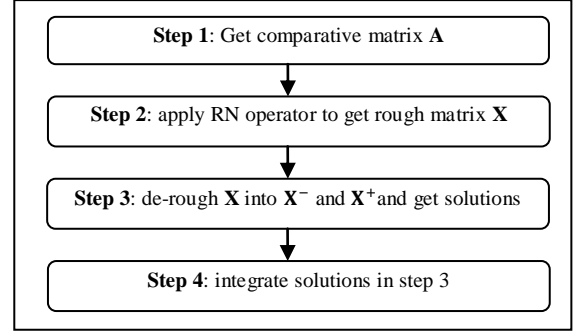 Step 1: Get comparative matrix A
Step 2: apply RN operator to get rough matrix X
Step 3: de-rough X into X⁻ and X⁺and get solutions
Step 4: integrate solutions in step 3